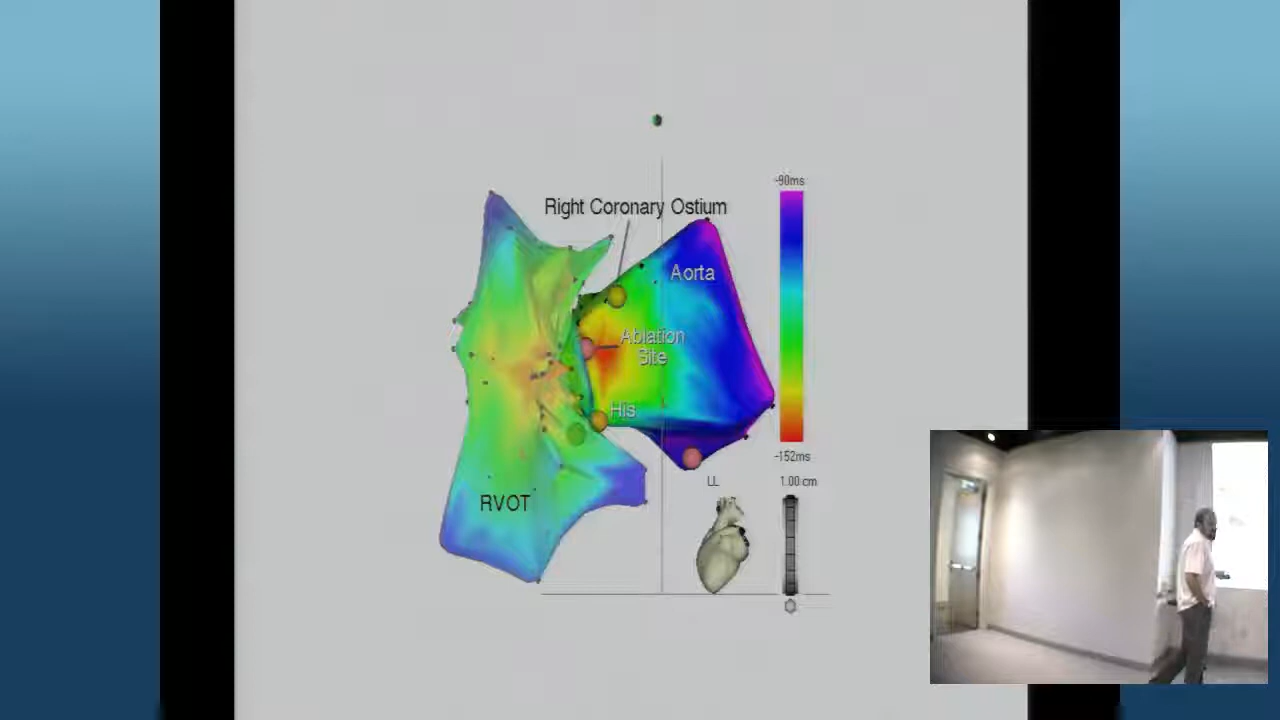 -90ms
Right Coronary Ostium
Aorta
Ablation
Site
His
-152ms
LL
1.00 cm
RVOT